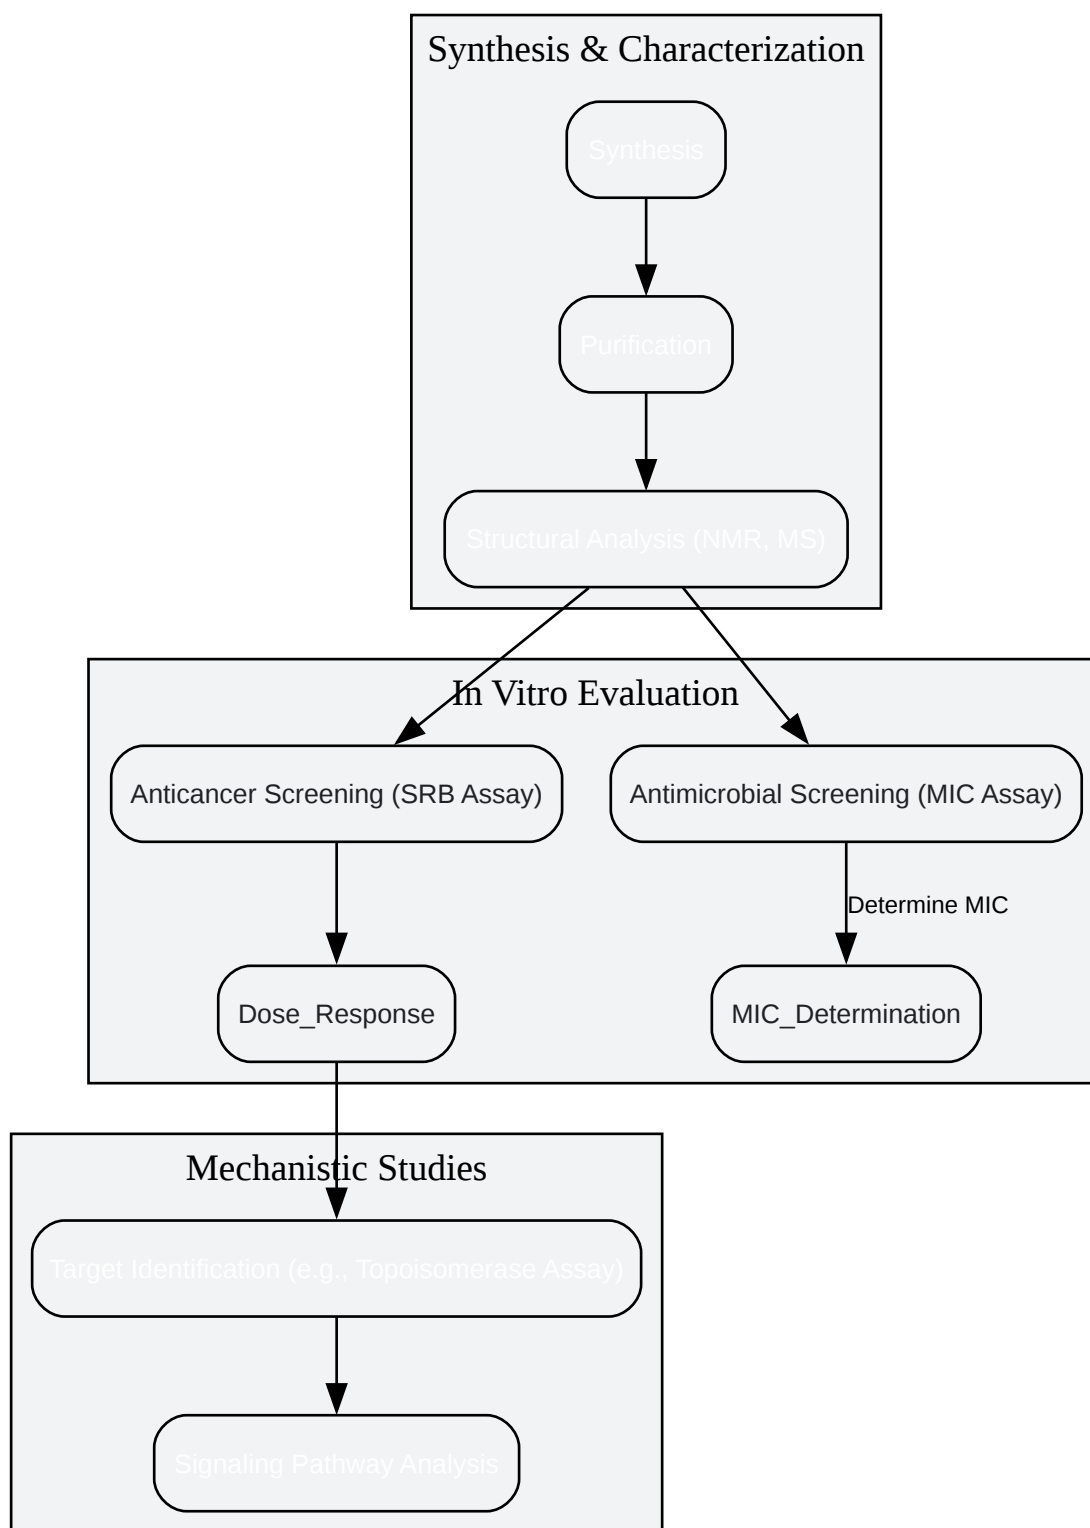 Synthesis & Characterization
Synthesis
Purification
Structural Analysis (NMR, MS)
In Vitro Evaluation
Anticancer Screening (SRB Assay)
Antimicrobial Screening (MIC Assay)
Determine MIC
Dose_Response
MIC_Determination
Mechanistic Studies
Target Identification (e.g., Topoisomerase Assay)
Signaling Pathway Analysis